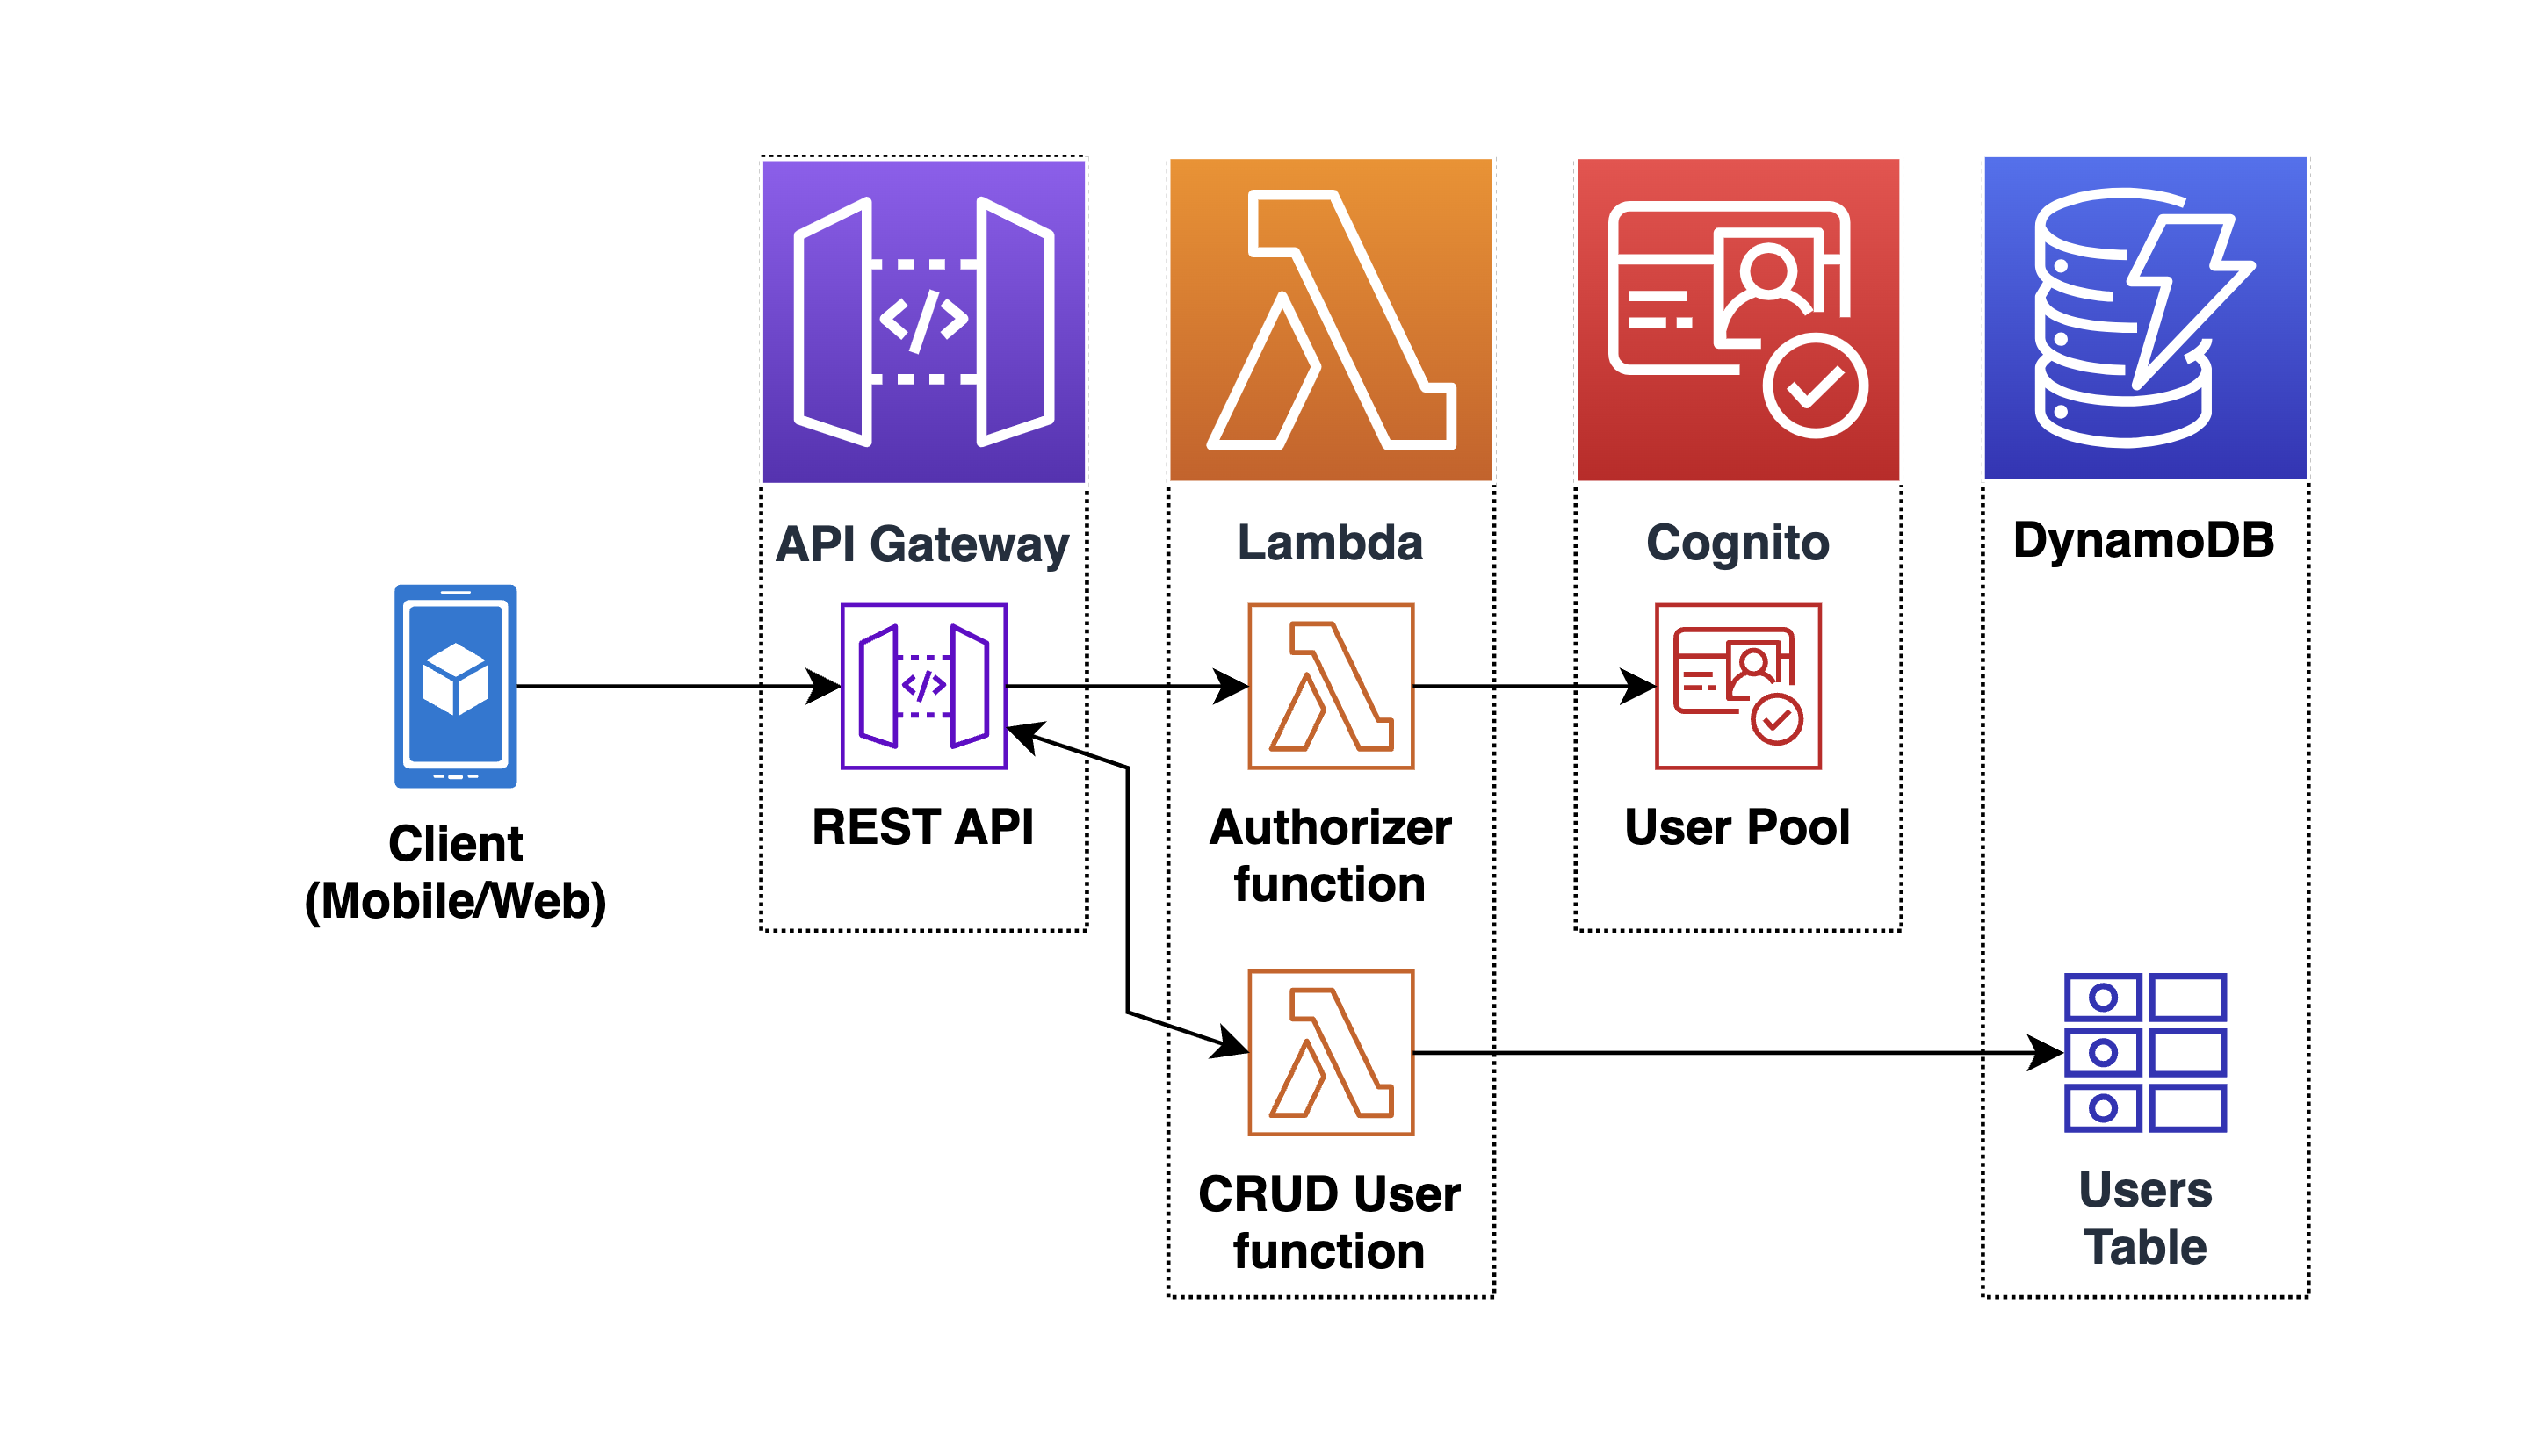 API Gateway
Lambda
Cognito
DynamoDB
</>
</>
Client
(Mobile/Web)
REST API
Authorizer
function
User Pool
CRUD User
function
Users
Table